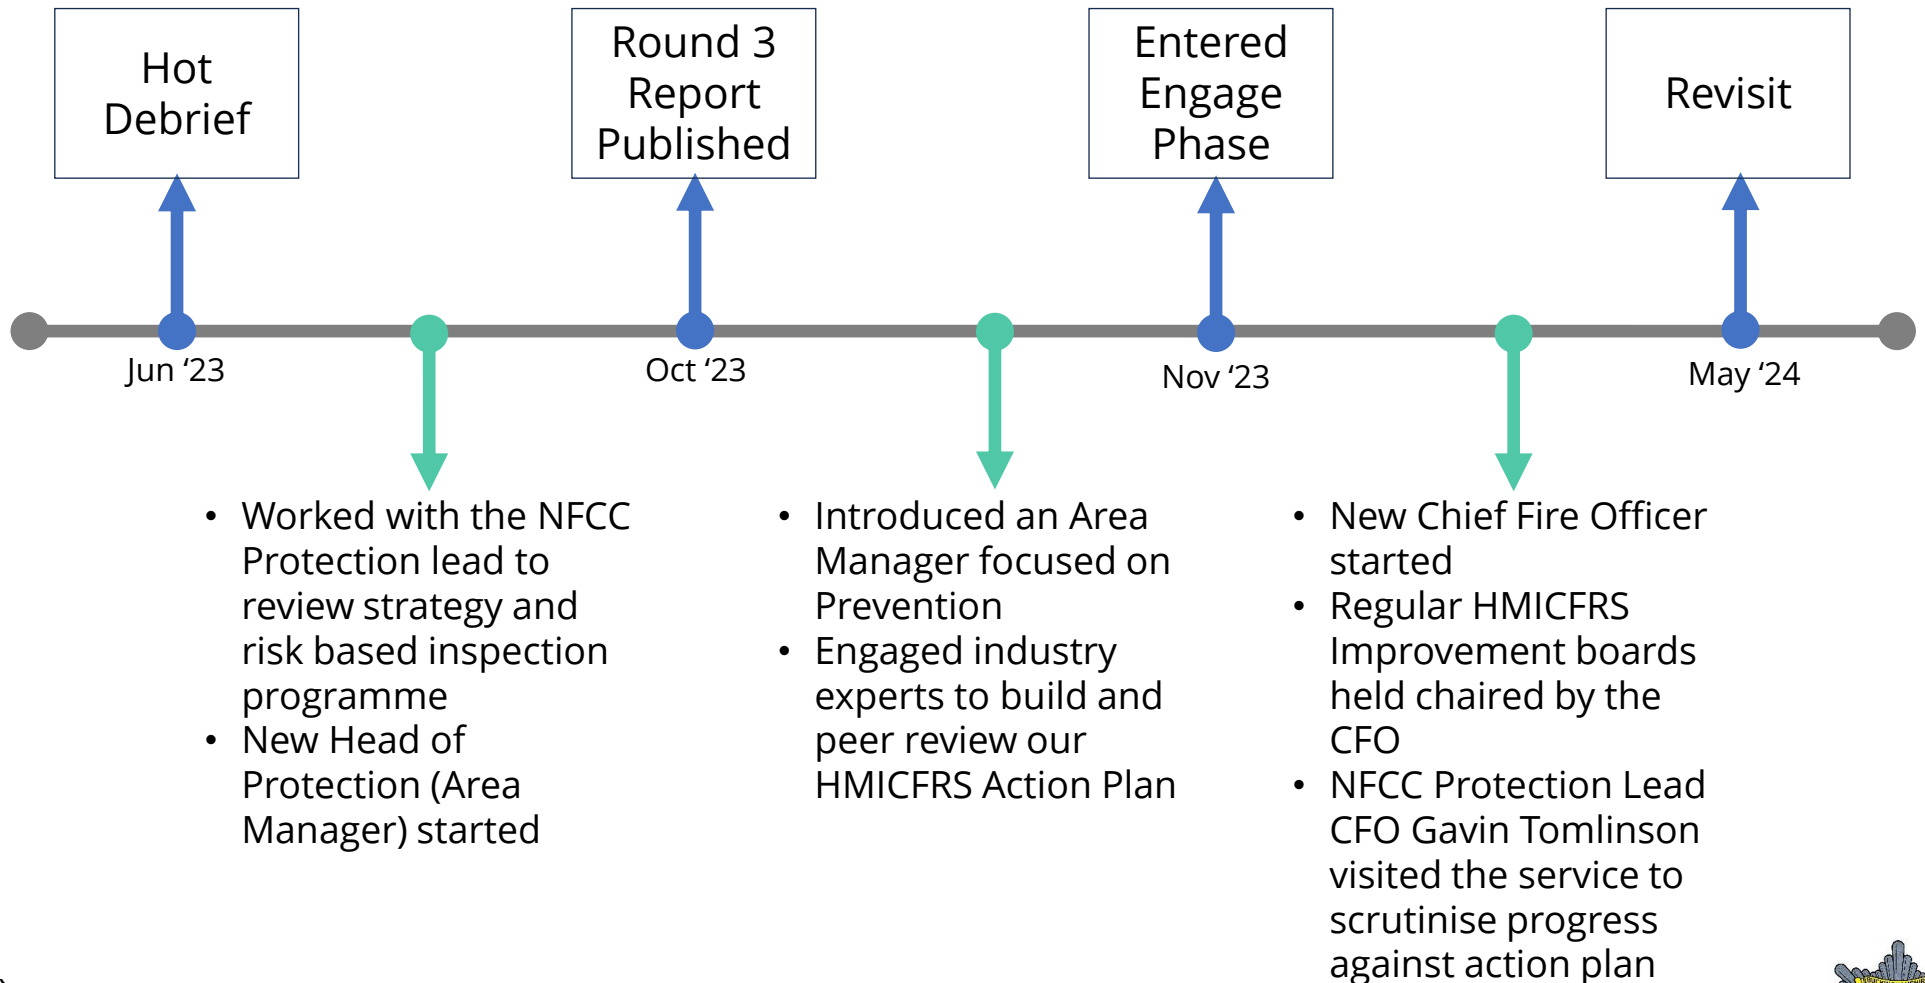 Hot
Debrief
Round 3
Report
Published
Entered
Engage
Phase
Revisit
Jun ‘23
Oct ‘23
Nov ‘23
May ‘24
• Worked with the NFCC
Protection lead to
review strategy and
risk based inspection
programme
• New Head of
Protection (Area
Manager) started
• Introduced an Area
Manager focused on
Prevention
• Engaged industry
experts to build and
peer review our
HMICFRS Action Plan
• New Chief Fire Officer
started
• Regular HMICFRS
Improvement boards
held chaired by the
CFO
• NFCC Protection Lead
CFO Gavin Tomlinson
visited the service to
scrutinise progress
against action plan